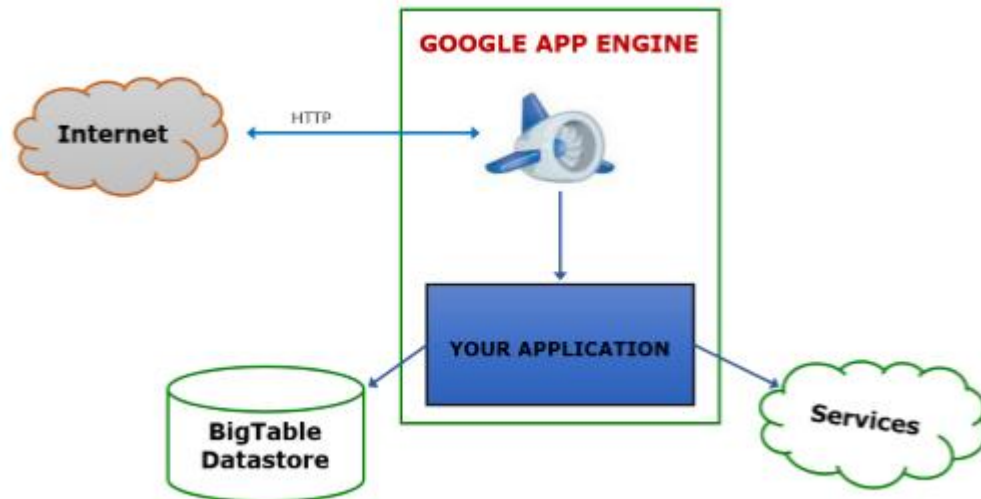 GOOGLE APP ENGINE
HTTP
Internet
YOUR APPLICATION
BigTable
Datastore
Services